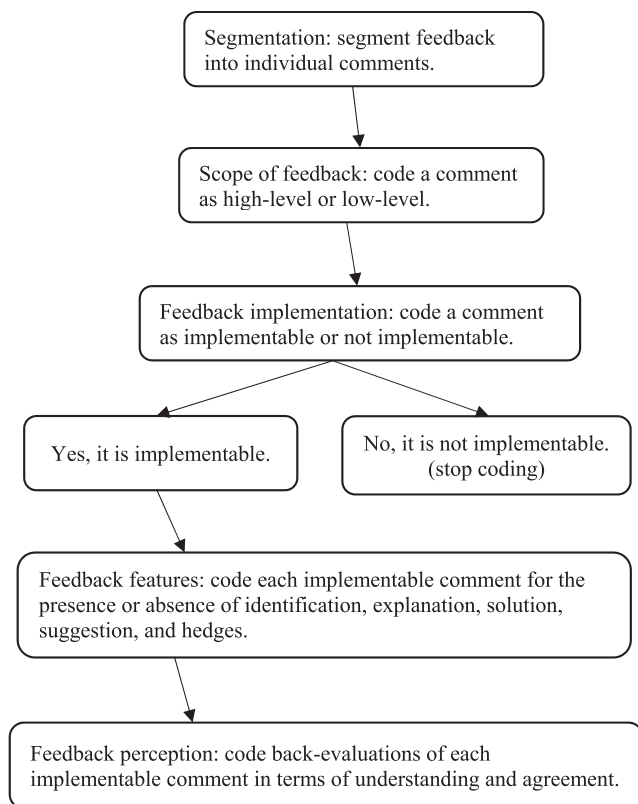 Segmentation: segment feedback
into individual comments.
Scope of feedback: code a comment
as high-level or low-level.
Feedback implementation: code a comment
as implementable or not implementable.
Yes, it is implementable.
No, it is not implementable.
(stop coding)
Feedback features: code each implementable comment for the
presence or absence of identification, explanation, solution,
suggestion, and hedges.
Feedback perception: code back-evaluations of each
implementable comment in terms of understanding and agreement.